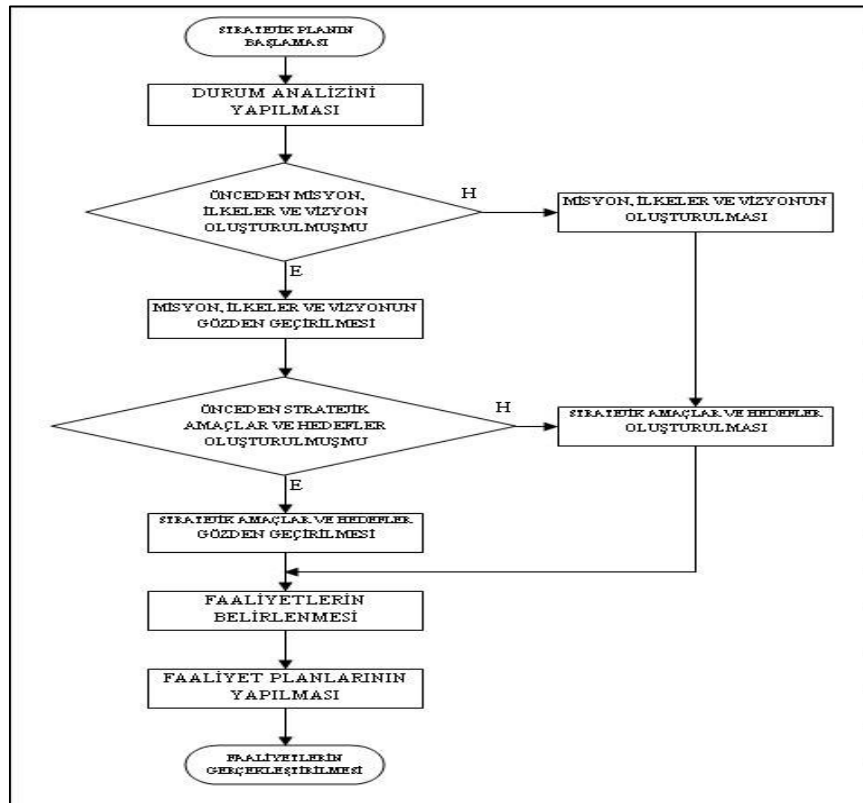 STRATEJİK PLANIN
BAŞLAMASI
DURUM ANALİZİNİ
YAPILMASI
ÖNCEDEN MİSYON,
İLKELER VE VİZYON
OLUŞTURULMUŞMU
H
MİSYON, İLKELER VE VİZYONUN
OLUŞTURULMASI
E
MİSYON, İLKELER VE VİZYONUN
GÖZDEN GEÇİRİLMESİ
ÖNCEDEN STRATEJİK
AMAÇLAR VE HEDEFLER
OLUŞTURULMUŞMU
H
STRATEJİK AMAÇLAR VE HEDEFLER
OLUŞTURULMASI
E
STRATEJİK AMAÇLAR VE HEDEFLER
GÖZDEN GEÇİRİLMESİ
FAALİYETLERİN
BELİRLENMESİ
FAALİYET PLANLARININ
YAPILMASI
FAALİYETLERİN
GERÇEKLEŞTİRİLMESİ